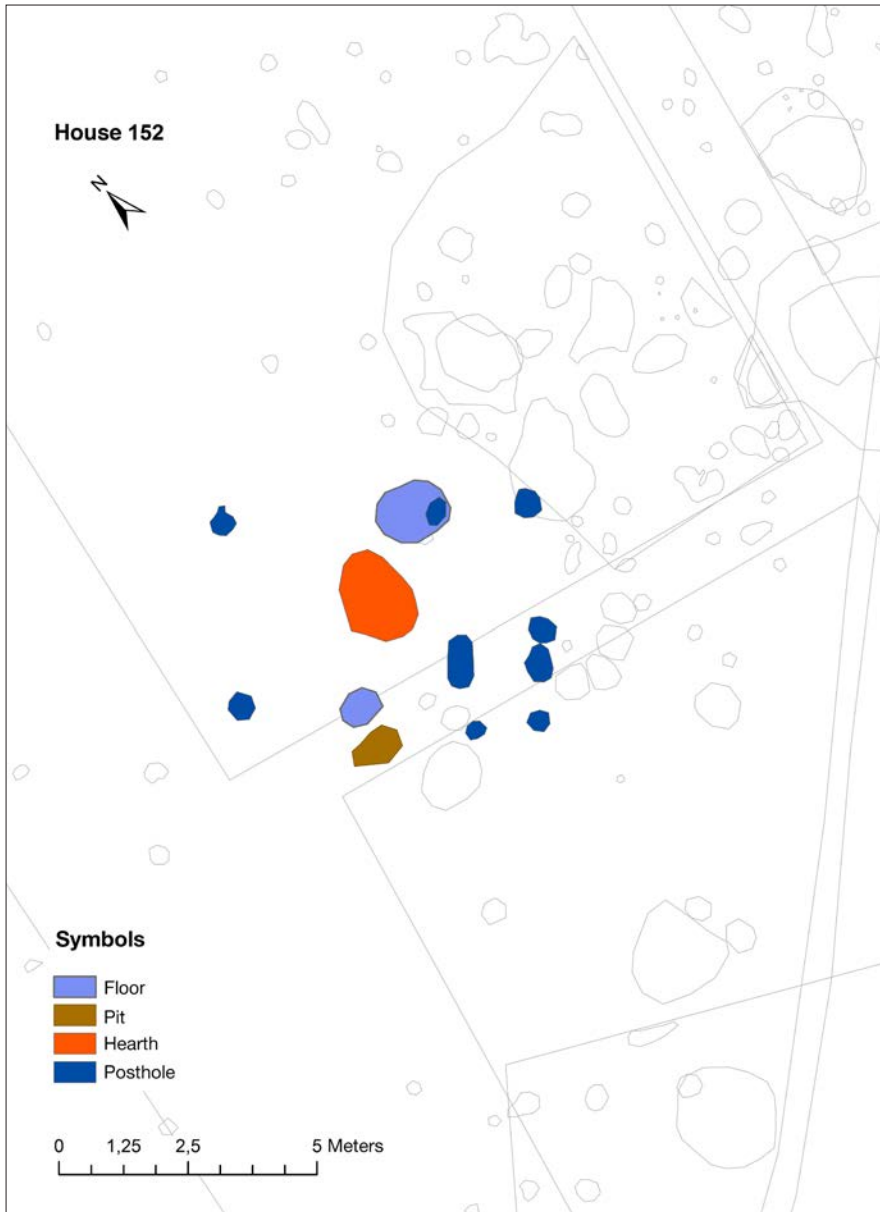 House 152
N
Symbols
Floor
Pit
Hearth
Posthole
0 1,25 2,5 5 Meters